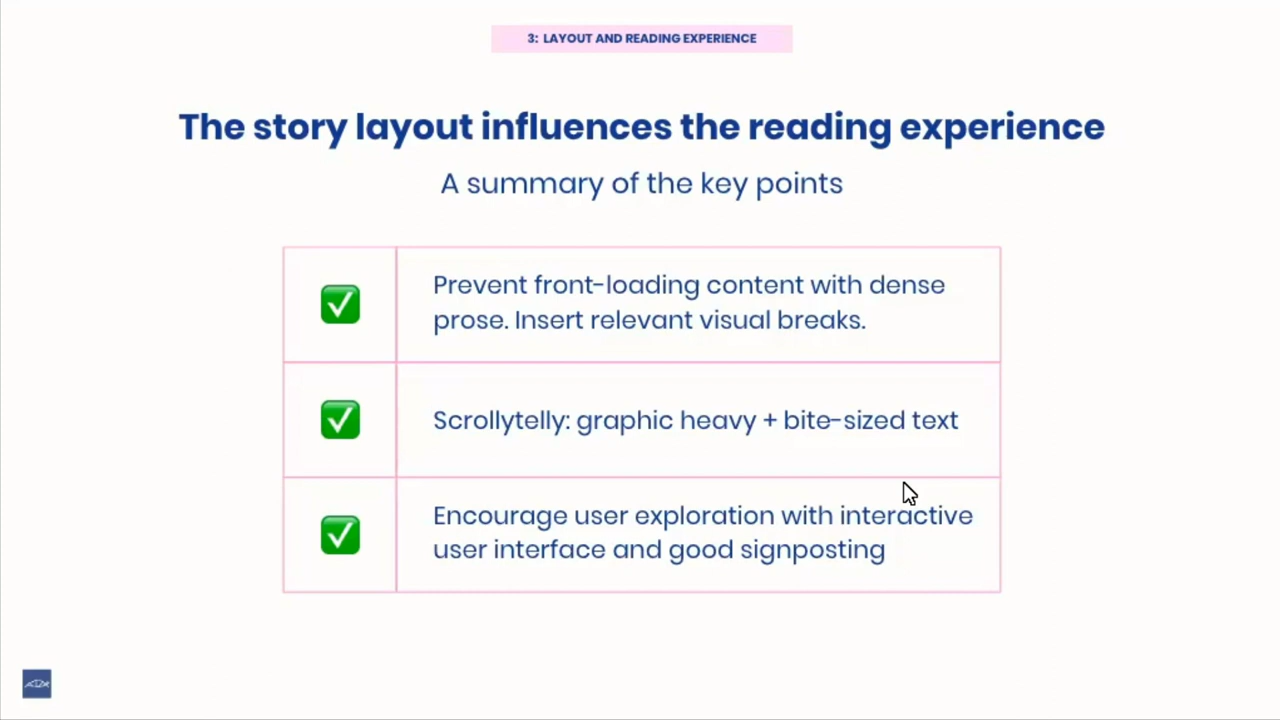 3: LAYOUT AND READING EXPERIENCE
The story layout influences the reading experience
A summary of the key points
Prevent front-loading content with dense
prose. Insert relevant visual breaks.
Scrollytelly: graphic heavy + bite-sized text
Encourage user exploration with interactive
user interface and good signposting